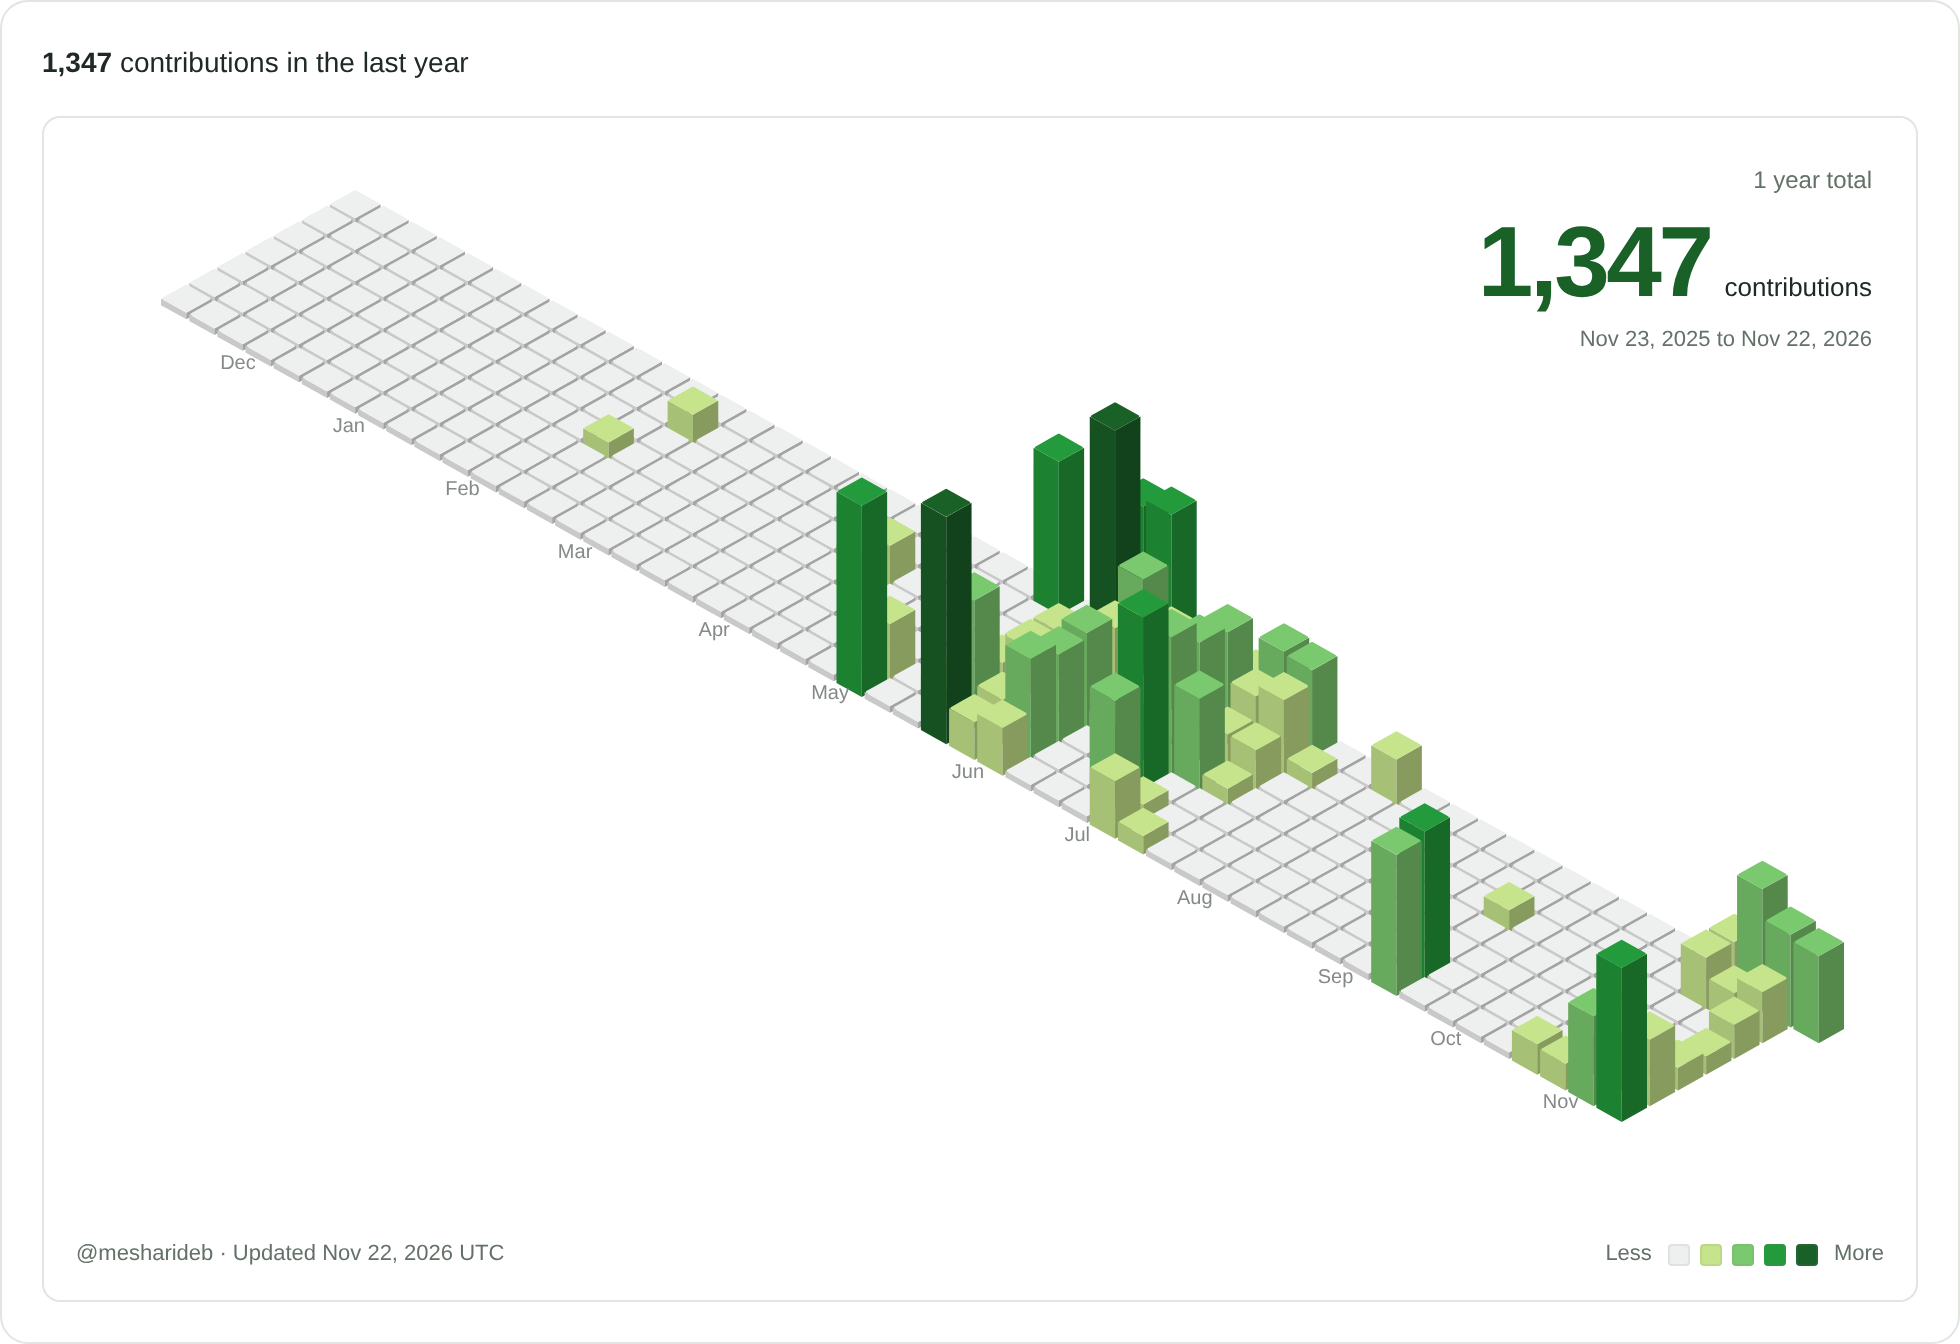 1,347 contributions in the last year
1 year total
1,347 contributions
Nov 23, 2025 to Nov 22, 2026
Dec
Jan
Feb
Mar
Apr
May
Jun
Jul
Aug
Sep
Oct
Nov
@mesharideb · Updated Nov 22, 2026 UTC
Less More